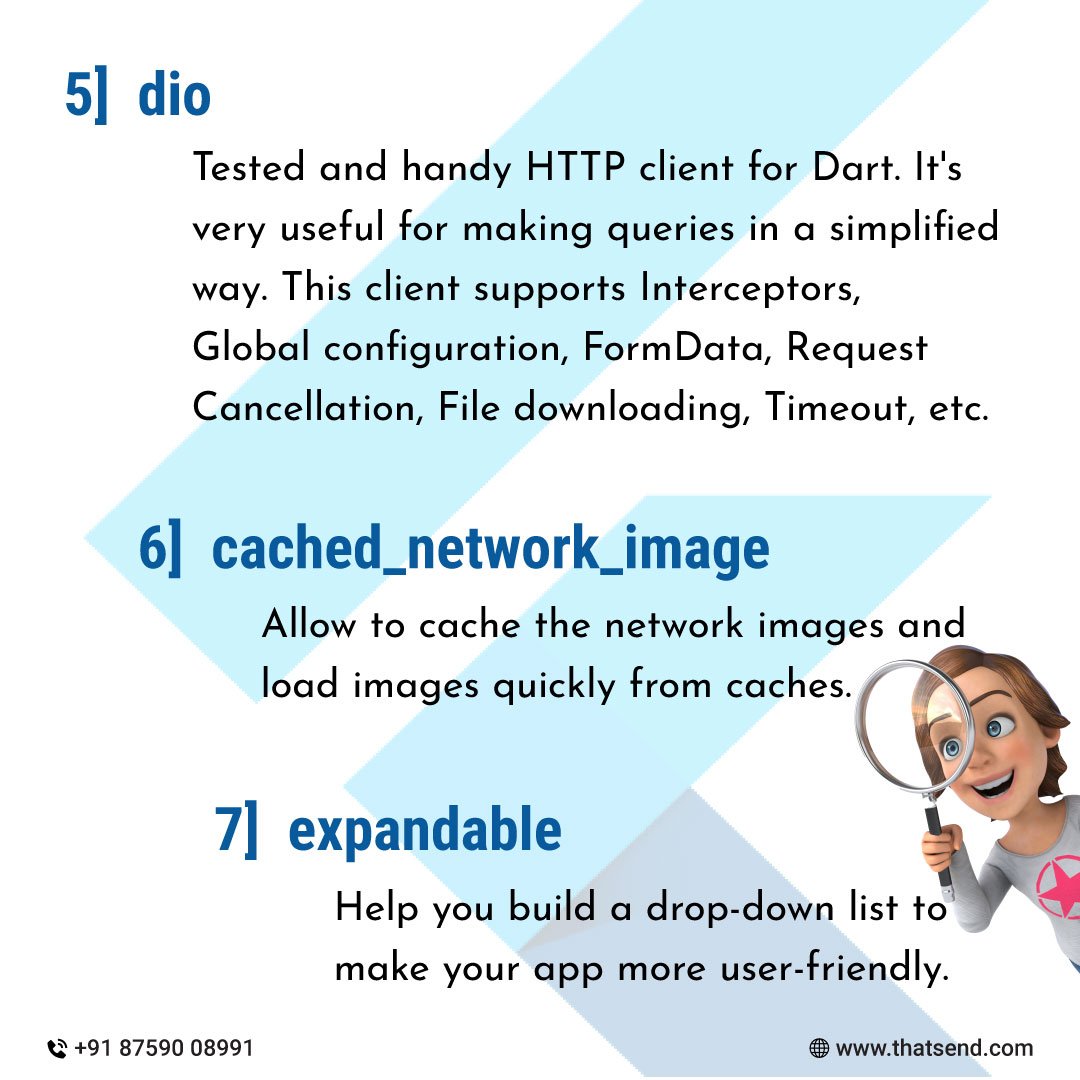 5] dio
Tested and handy HTTP client for Dart. It's
very useful for making queries in a simplified
way. This client supports Interceptors,
Global configuration, FormData, Request
Cancellation, File downloading, Timeout, etc.
6] cached_network_image
Allow to cache the network images and
load images quickly from caches.
7] expandable
Help you build a drop-down list to
make your app more user-friendly.
+91 87590 08991
www.thatsend.com